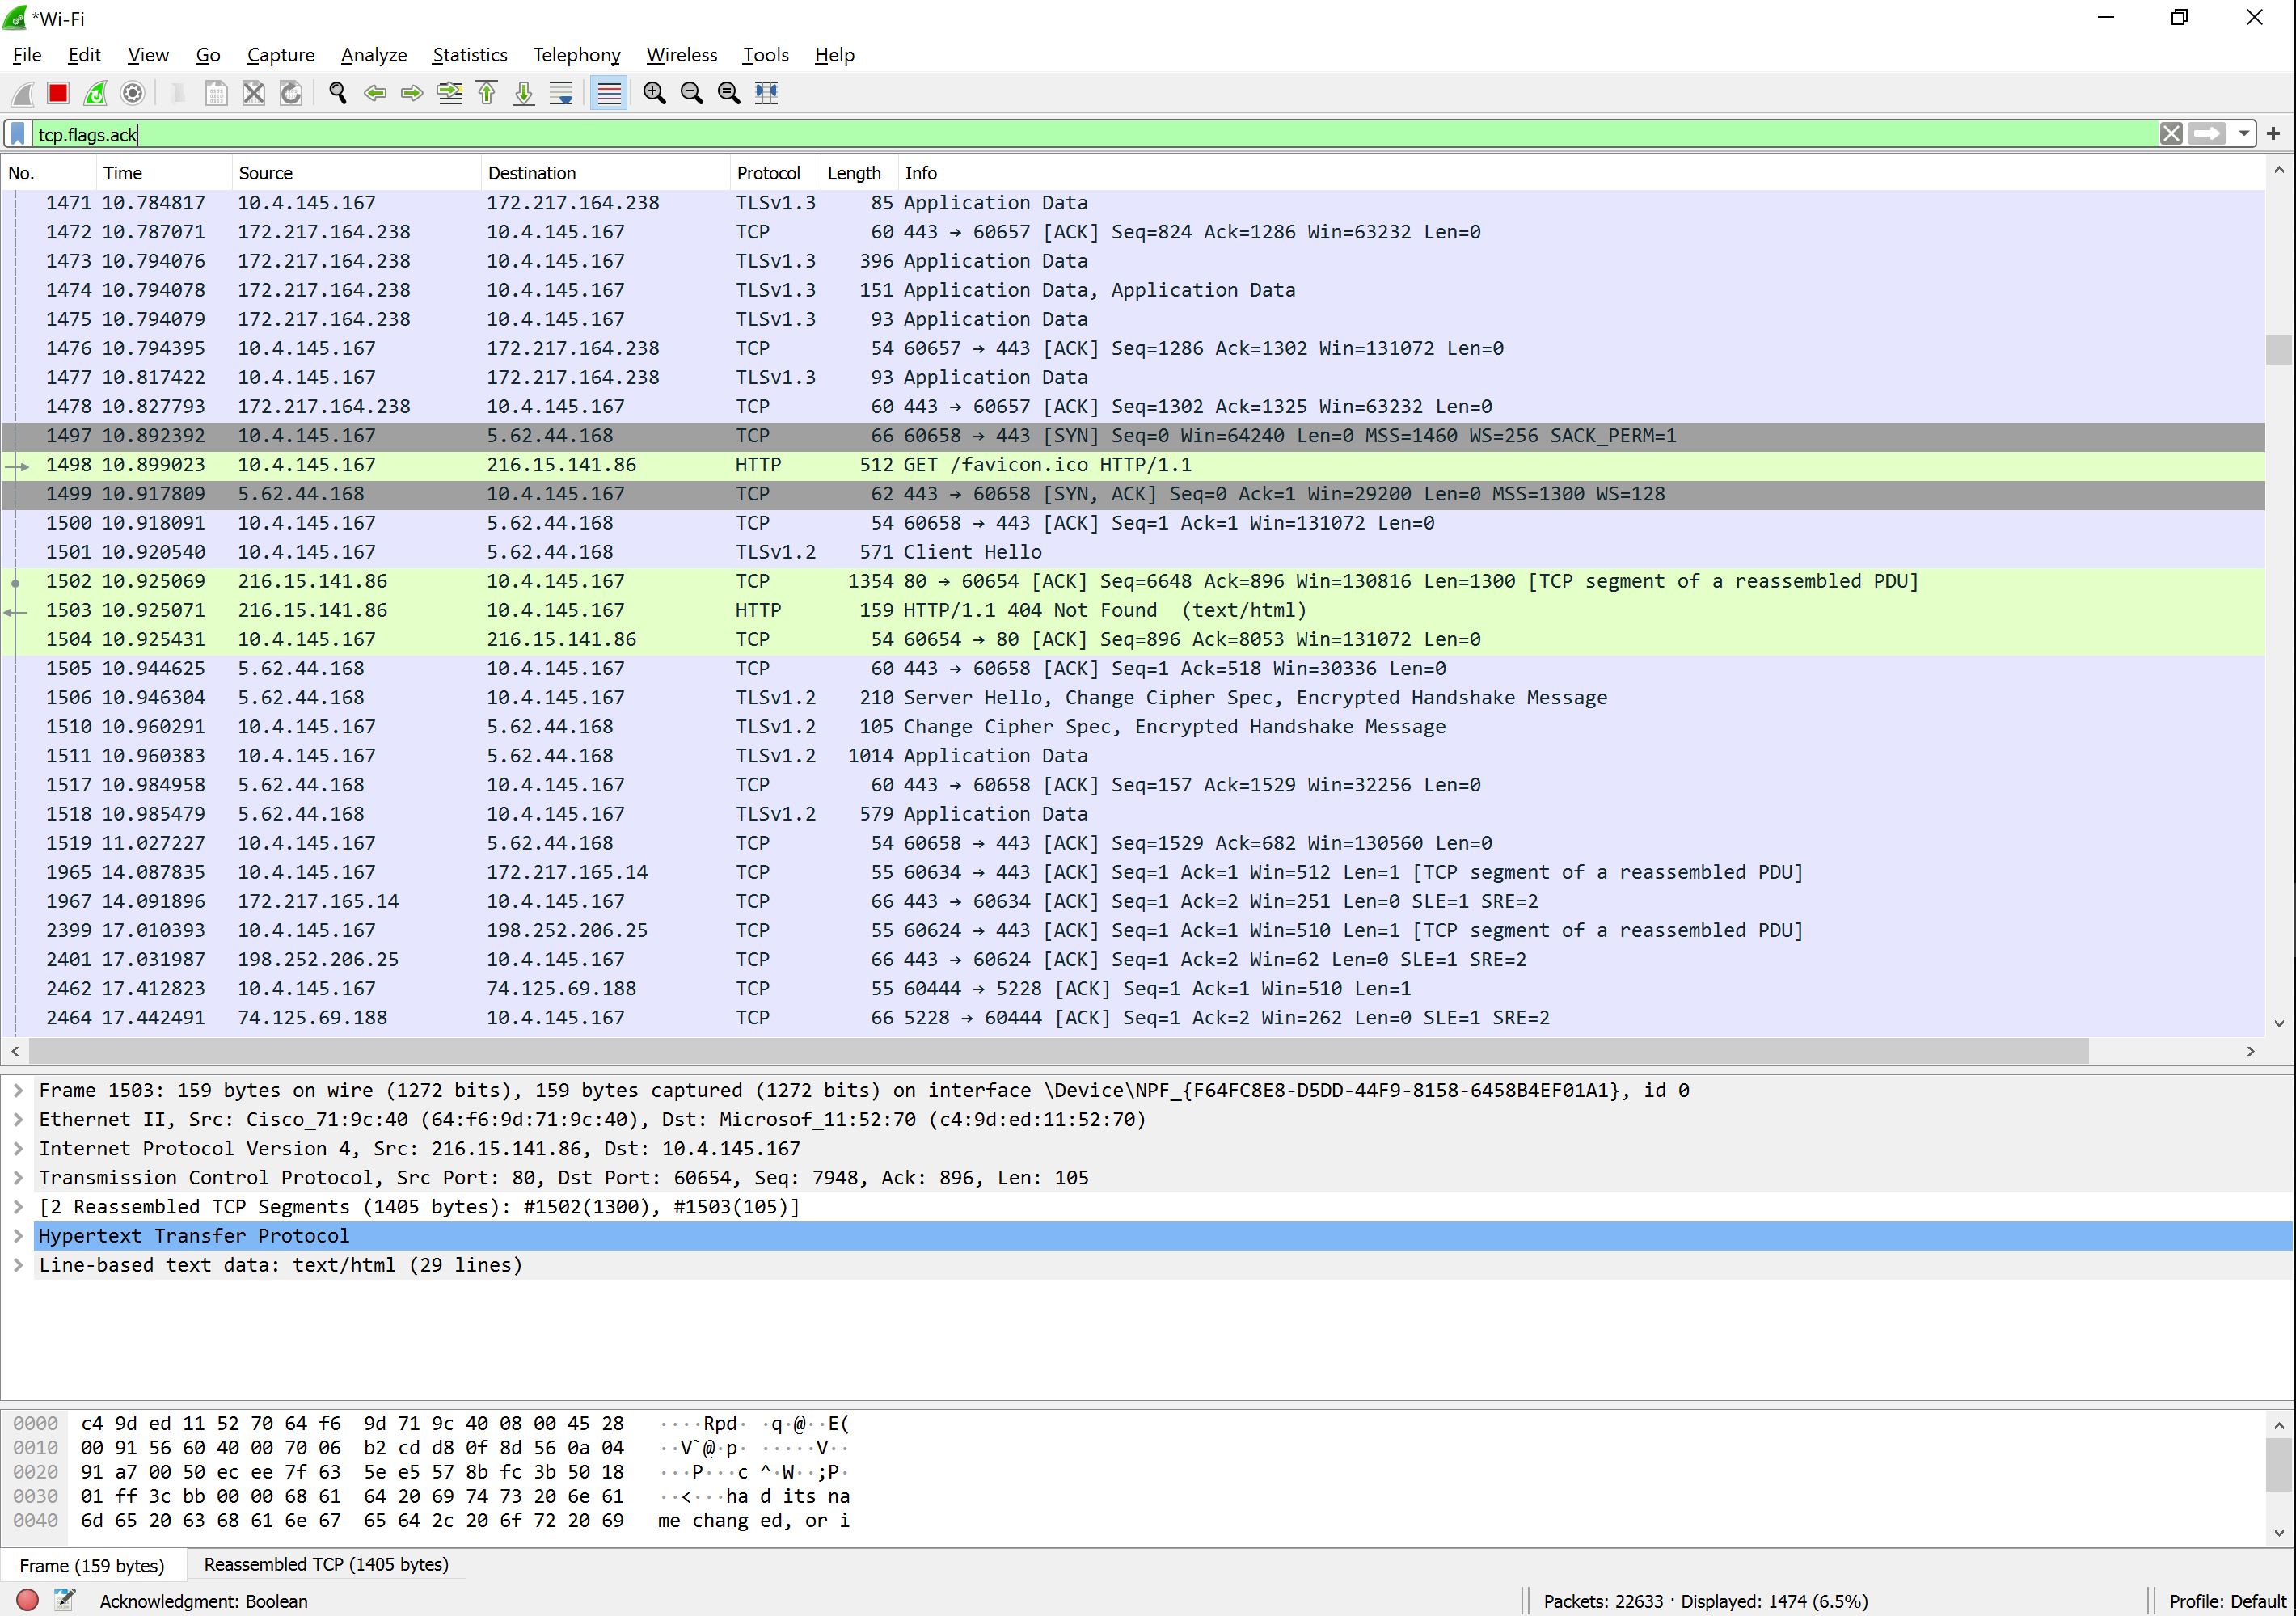 *Wi-Fi
File Edit View Go Capture Analyze Statistics Telephony Wireless Tools Help
tcp.flags.ack
No. Time Source Destination Protocol Length Info
1471 10.784817 10.4.145.167 172.217.164.238 TLSv1.3 85 Application Data
1472 10.787071 172.217.164.238 10.4.145.167 TCP 60 443 → 60657 [ACK] Seq=824 Ack=1286 Win=63232 Len=0
1473 10.794076 172.217.164.238 10.4.145.167 TLSv1.3 396 Application Data
1474 10.794078 172.217.164.238 10.4.145.167 TLSv1.3 151 Application Data, Application Data
1475 10.794079 172.217.164.238 10.4.145.167 TLSv1.3 93 Application Data
1476 10.794395 10.4.145.167 172.217.164.238 TCP 54 60657 → 443 [ACK] Seq=1286 Ack=1302 Win=131072 Len=0
1477 10.817422 10.4.145.167 172.217.164.238 TLSv1.3 93 Application Data
1478 10.827793 172.217.164.238 10.4.145.167 TCP 60 443 → 60657 [ACK] Seq=1302 Ack=1325 Win=63232 Len=0
1497 10.892392 10.4.145.167 5.62.44.168 TCP 66 60658 → 443 [SYN] Seq=0 Win=64240 Len=0 MSS=1460 WS=256 SACK_PERM=1
1498 10.899023 10.4.145.167 216.15.141.86 HTTP 512 GET /favicon.ico HTTP/1.1
1499 10.917809 5.62.44.168 10.4.145.167 TCP 62 443 → 60658 [SYN, ACK] Seq=0 Ack=1 Win=29200 Len=0 MSS=1300 WS=128
1500 10.918091 10.4.145.167 5.62.44.168 TCP 54 60658 → 443 [ACK] Seq=1 Ack=1 Win=131072 Len=0
1501 10.920540 10.4.145.167 5.62.44.168 TLSv1.2 571 Client Hello
1502 10.925069 216.15.141.86 10.4.145.167 TCP 1354 80 → 60654 [ACK] Seq=6648 Ack=896 Win=130816 Len=1300 [TCP segment of a reassembled PDU]
1503 10.925071 216.15.141.86 10.4.145.167 HTTP 159 HTTP/1.1 404 Not Found (text/html)
1504 10.925431 10.4.145.167 216.15.141.86 TCP 54 60654 → 80 [ACK] Seq=896 Ack=8053 Win=131072 Len=0
1505 10.944625 5.62.44.168 10.4.145.167 TCP 60 443 → 60658 [ACK] Seq=1 Ack=518 Win=30336 Len=0
1506 10.946304 5.62.44.168 10.4.145.167 TLSv1.2 210 Server Hello, Change Cipher Spec, Encrypted Handshake Message
1510 10.960291 10.4.145.167 5.62.44.168 TLSv1.2 105 Change Cipher Spec, Encrypted Handshake Message
1511 10.960383 10.4.145.167 5.62.44.168 TLSv1.2 1014 Application Data
1517 10.984958 5.62.44.168 10.4.145.167 TCP 60 443 → 60658 [ACK] Seq=157 Ack=1529 Win=32256 Len=0
1518 10.985479 5.62.44.168 10.4.145.167 TLSv1.2 579 Application Data
1519 11.027227 10.4.145.167 5.62.44.168 TCP 54 60658 → 443 [ACK] Seq=1529 Ack=682 Win=130560 Len=0
1965 14.087835 10.4.145.167 172.217.165.14 TCP 55 60634 → 443 [ACK] Seq=1 Ack=1 Win=512 Len=1 [TCP segment of a reassembled PDU]
1967 14.091896 172.217.165.14 10.4.145.167 TCP 66 443 → 60634 [ACK] Seq=1 Ack=2 Win=251 Len=0 SLE=1 SRE=2
2399 17.010393 10.4.145.167 198.252.206.25 TCP 55 60624 → 443 [ACK] Seq=1 Ack=1 Win=510 Len=1 [TCP segment of a reassembled PDU]
2401 17.031987 198.252.206.25 10.4.145.167 TCP 66 443 → 60624 [ACK] Seq=1 Ack=2 Win=62 Len=0 SLE=1 SRE=2
2462 17.412823 10.4.145.167 74.125.69.188 TCP 55 60444 → 5228 [ACK] Seq=1 Ack=1 Win=510 Len=1
2464 17.442491 74.125.69.188 10.4.145.167 TCP 66 5228 → 60444 [ACK] Seq=1 Ack=2 Win=262 Len=0 SLE=1 SRE=2
Frame 1503: 159 bytes on wire (1272 bits), 159 bytes captured (1272 bits) on interface \Device\NPF_{F64FC8E8-D5DD-44F9-8158-6458B4EF01A1}, id 0
Ethernet II, Src: Cisco_71:9c:40 (64:f6:9d:71:9c:40), Dst: Microsof_11:52:70 (c4:9d:ed:11:52:70)
Internet Protocol Version 4, Src: 216.15.141.86, Dst: 10.4.145.167
Transmission Control Protocol, Src Port: 80, Dst Port: 60654, Seq: 7948, Ack: 896, Len: 105
[2 Reassembled TCP Segments (1405 bytes): #1502(1300), #1503(105)]
Hypertext Transfer Protocol
Line-based text data: text/html (29 lines)
0000 c4 9d ed 11 52 70 64 f6 9d 71 9c 40 08 00 45 28 ····Rpd· ·q·@··E(
0010 00 91 56 60 40 00 70 06 b2 cd d8 0f 8d 56 0a 04 ··V`@·p· ·····V··
0020 91 a7 00 50 ec ee 7f 63 5e e5 57 8b fc 3b 50 18 ···P···c ^·W··;P·
0030 01 ff 3c bb 00 00 68 61 64 20 69 74 73 20 6e 61 ··<···ha d its na
0040 6d 65 20 63 68 61 6e 67 65 64 2c 20 6f 72 20 69 me chang ed, or i
Frame (159 bytes) Reassembled TCP (1405 bytes)
Acknowledgment: Boolean Packets: 22633 · Displayed: 1474 (6.5%) Profile: Default